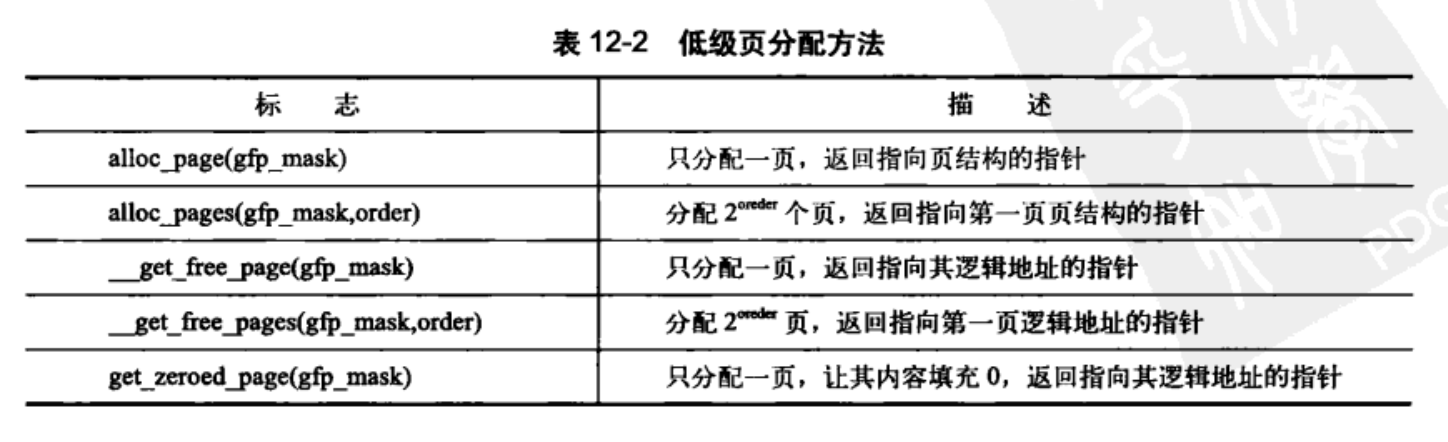 表 12-2 低级页分配方法
标 志 描 述
alloc_page(gfp_mask) 只分配一页，返回指向页结构的指针
alloc_pages(gfp_mask,order) 分配 2^oreder 个页，返回指向第一页页结构的指针
__get_free_page(gfp_mask) 只分配一页，返回指向其逻辑地址的指针
__get_free_pages(gfp_mask,order) 分配 2^oreder 页，返回指向第一页逻辑地址的指针
get_zeroed_page(gfp_mask) 只分配一页，让其内容填充 0，返回指向其逻辑地址的指针